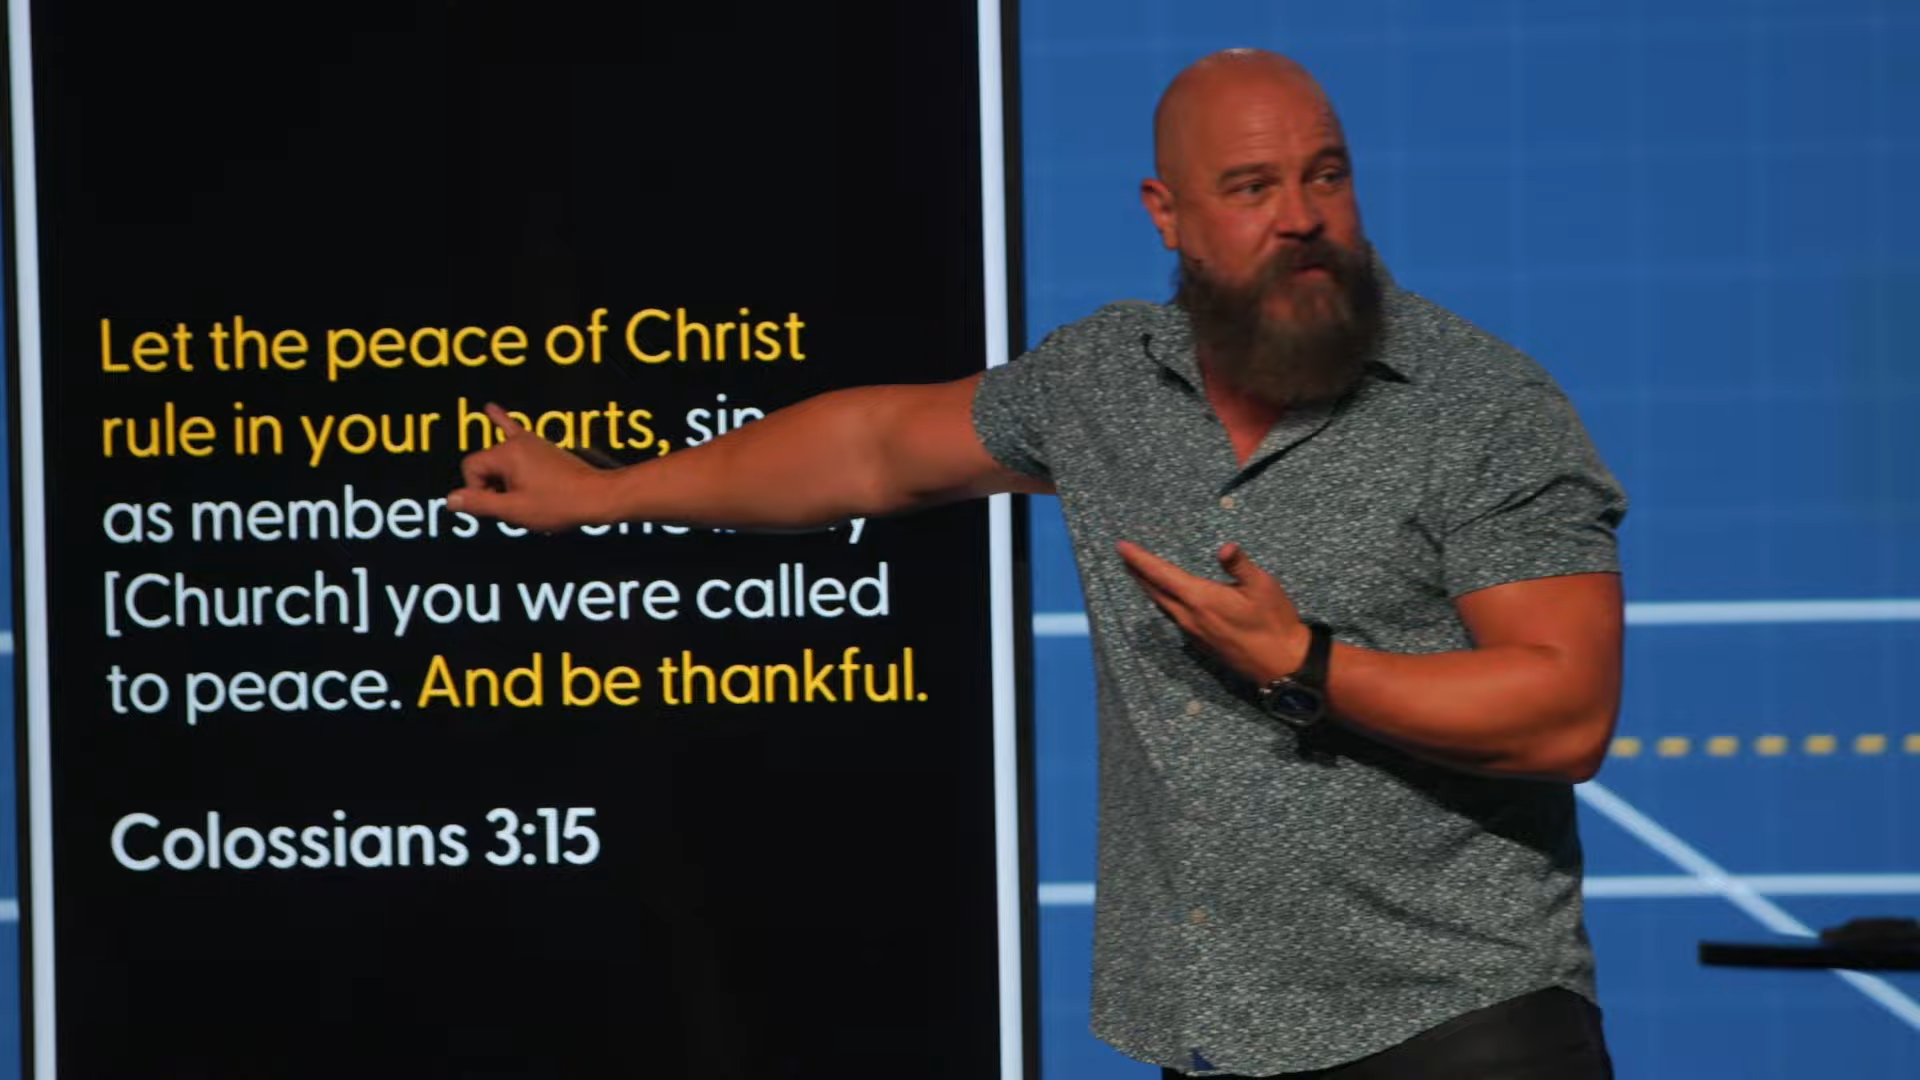 Let the peace of Christ
rule in your hearts,
as members
[Church] you were called
to peace. And be thankful.
Colossians 3:15